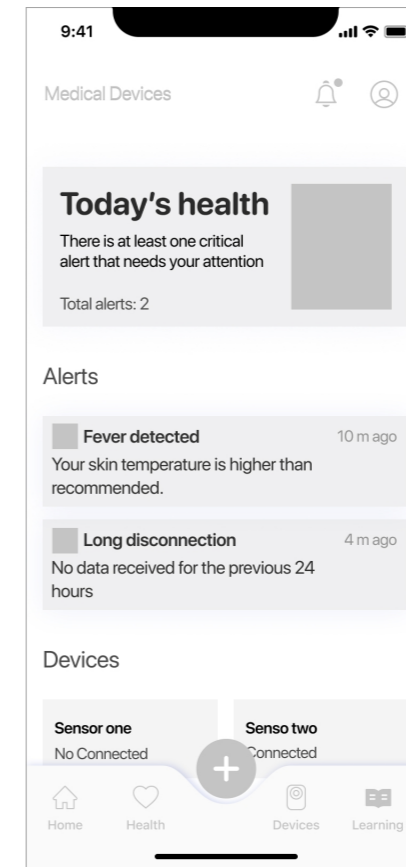 9:41
Medical Devices
Today's health
There is at least one critical
alert that needs your attention
Total alerts: 2
Alerts
Fever detected
10 m ago
Your skin temperature is higher than
recommended.
Long disconnection
4 m ago
No data received for the previous 24
hours
Devices
Sensor one
Senso two
No Connected
Connected
Home
Health
Devices
Learning